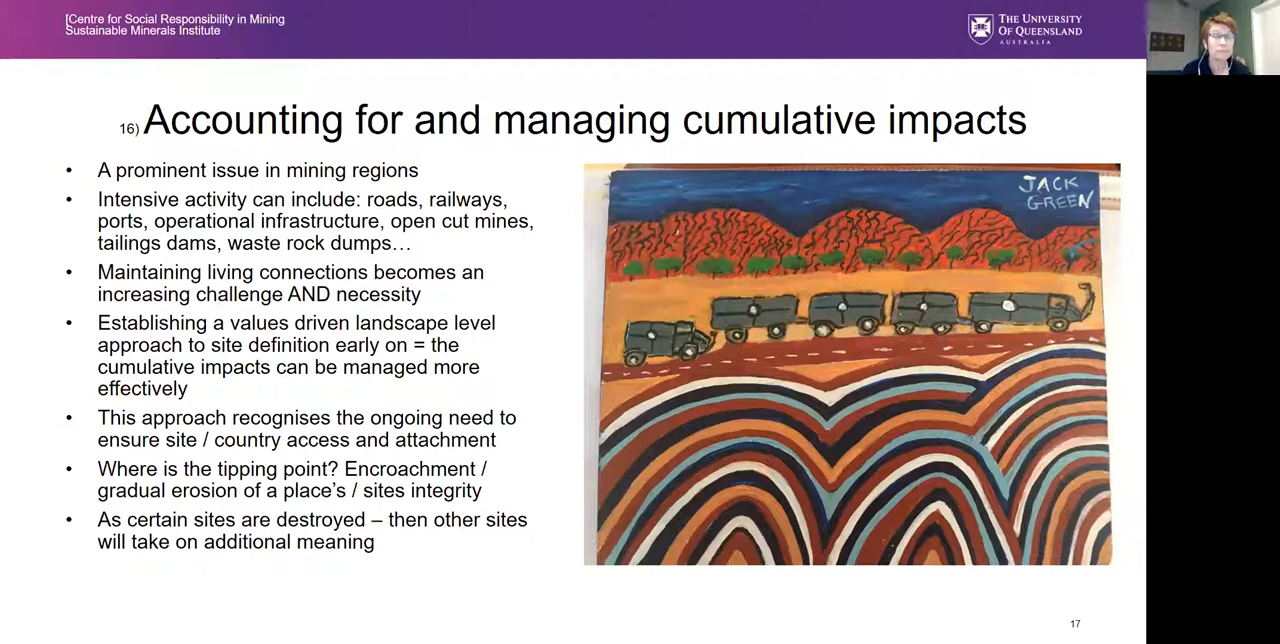 [Centre for Social Responsibility in Mining
Sustainable Minerals Institute
THE UNIVERSITY
OF QUEENSLAND
AUSTRALIA
16) Accounting for and managing cumulative impacts
• A prominent issue in mining regions
• Intensive activity can include: roads, railways,
ports, operational infrastructure, open cut mines,
tailings dams, waste rock dumps…
• Maintaining living connections becomes an
increasing challenge AND necessity
• Establishing a values driven landscape level
approach to site definition early on = the
cumulative impacts can be managed more
effectively
• This approach recognises the ongoing need to
ensure site / country access and attachment
• Where is the tipping point? Encroachment /
gradual erosion of a place’s / sites integrity
• As certain sites are destroyed – then other sites
will take on additional meaning
JACK
GREEN
17